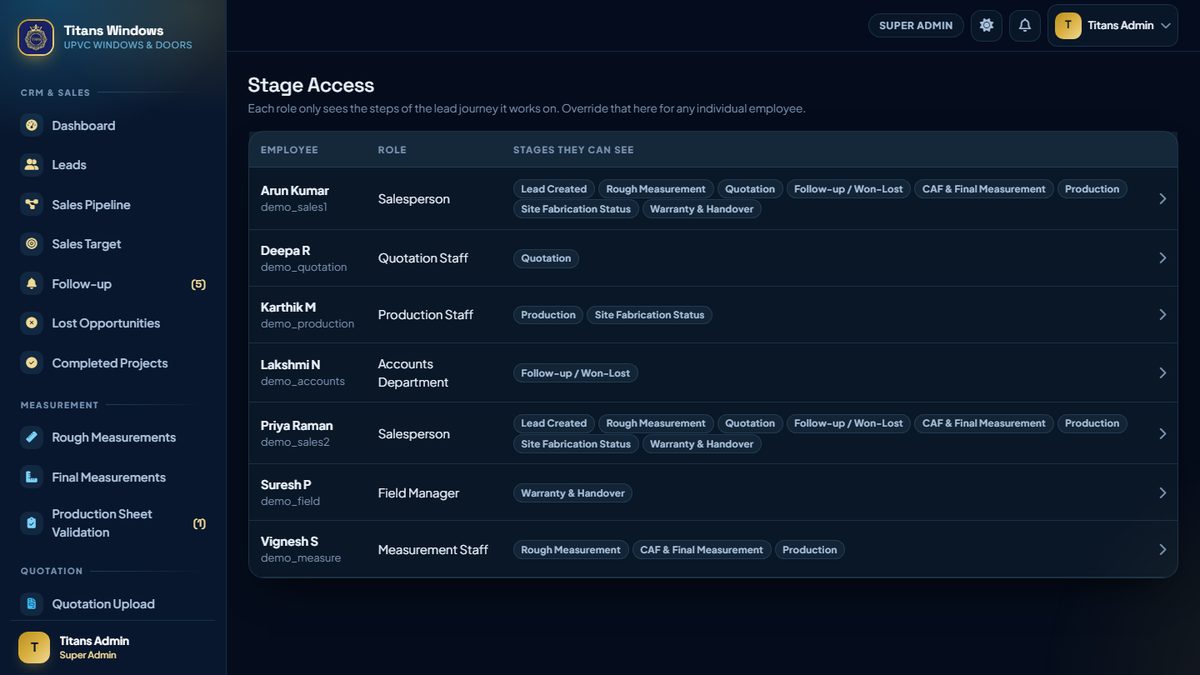 Titans Windows
UPVC WINDOWS & DOORS
SUPER ADMIN
T
Titans Admin
CRM & SALES
Dashboard
Leads
Sales Pipeline
Sales Target
Follow-up (5)
Lost Opportunities
Completed Projects
MEASUREMENT
Rough Measurements
Final Measurements
Production Sheet
Validation (1)
QUOTATION
Quotation Upload
T
Titans Admin
Super Admin
Stage Access
Each role only sees the steps of the lead journey it works on. Override that here for any individual employee.
EMPLOYEE ROLE STAGES THEY CAN SEE
Arun Kumar
demo_sales1
Salesperson
Lead Created Rough Measurement Quotation Follow-up / Won-Lost CAF & Final Measurement Production
Site Fabrication Status Warranty & Handover
Deepa R
demo_quotation
Quotation Staff
Quotation
Karthik M
demo_production
Production Staff
Production Site Fabrication Status
Lakshmi N
demo_accounts
Accounts
Department
Follow-up / Won-Lost
Priya Raman
demo_sales2
Salesperson
Lead Created Rough Measurement Quotation Follow-up / Won-Lost CAF & Final Measurement Production
Site Fabrication Status Warranty & Handover
Suresh P
demo_field
Field Manager
Warranty & Handover
Vignesh S
demo_measure
Measurement Staff
Rough Measurement CAF & Final Measurement Production